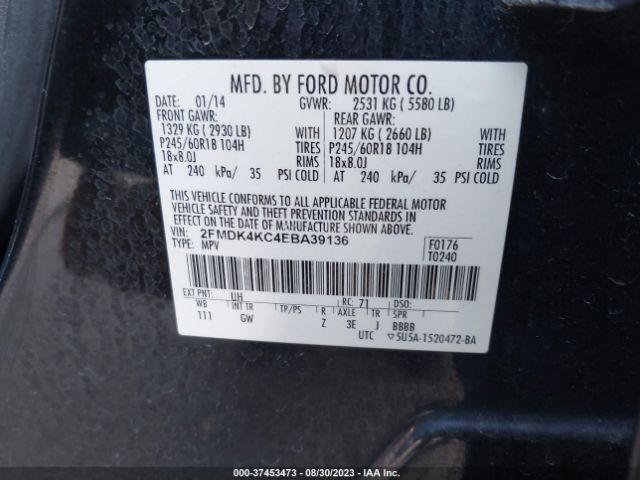 MFD. BY FORD MOTOR CO.
DATE: 01/14 GVWR: 2531 KG ( 5580 LB)
FRONT GAWR: REAR GAWR:
1329 KG ( 2930 LB) WITH 1207 KG ( 2660 LB) WITH
P245/60R18 104H TIRES P245/60R18 104H TIRES
18x8.0J RIMS 18x8.0J RIMS
AT 240 kPa/ 35 PSI COLD AT 240 kPa/ 35 PSI COLD
THIS VEHICLE CONFORMS TO ALL APPLICABLE FEDERAL MOTOR
VEHICLE SAFETY AND THEFT PREVENTION STANDARDS IN
EFFECT ON THE DATE OF MANUFACTURE SHOWN ABOVE.
VIN: 2FMDK4KC4EBA39136 F0176
TYPE: MPV T0240
EXT PNT: UH RC: 71 DSO:
WB INT TR TP/PS R AXLE TR SPR
111 GW Z 3E J BBBB
UTC ▽5U5A-1520472-BA
COPART - 37453473 - 08/30/2023 - IAA Inc.